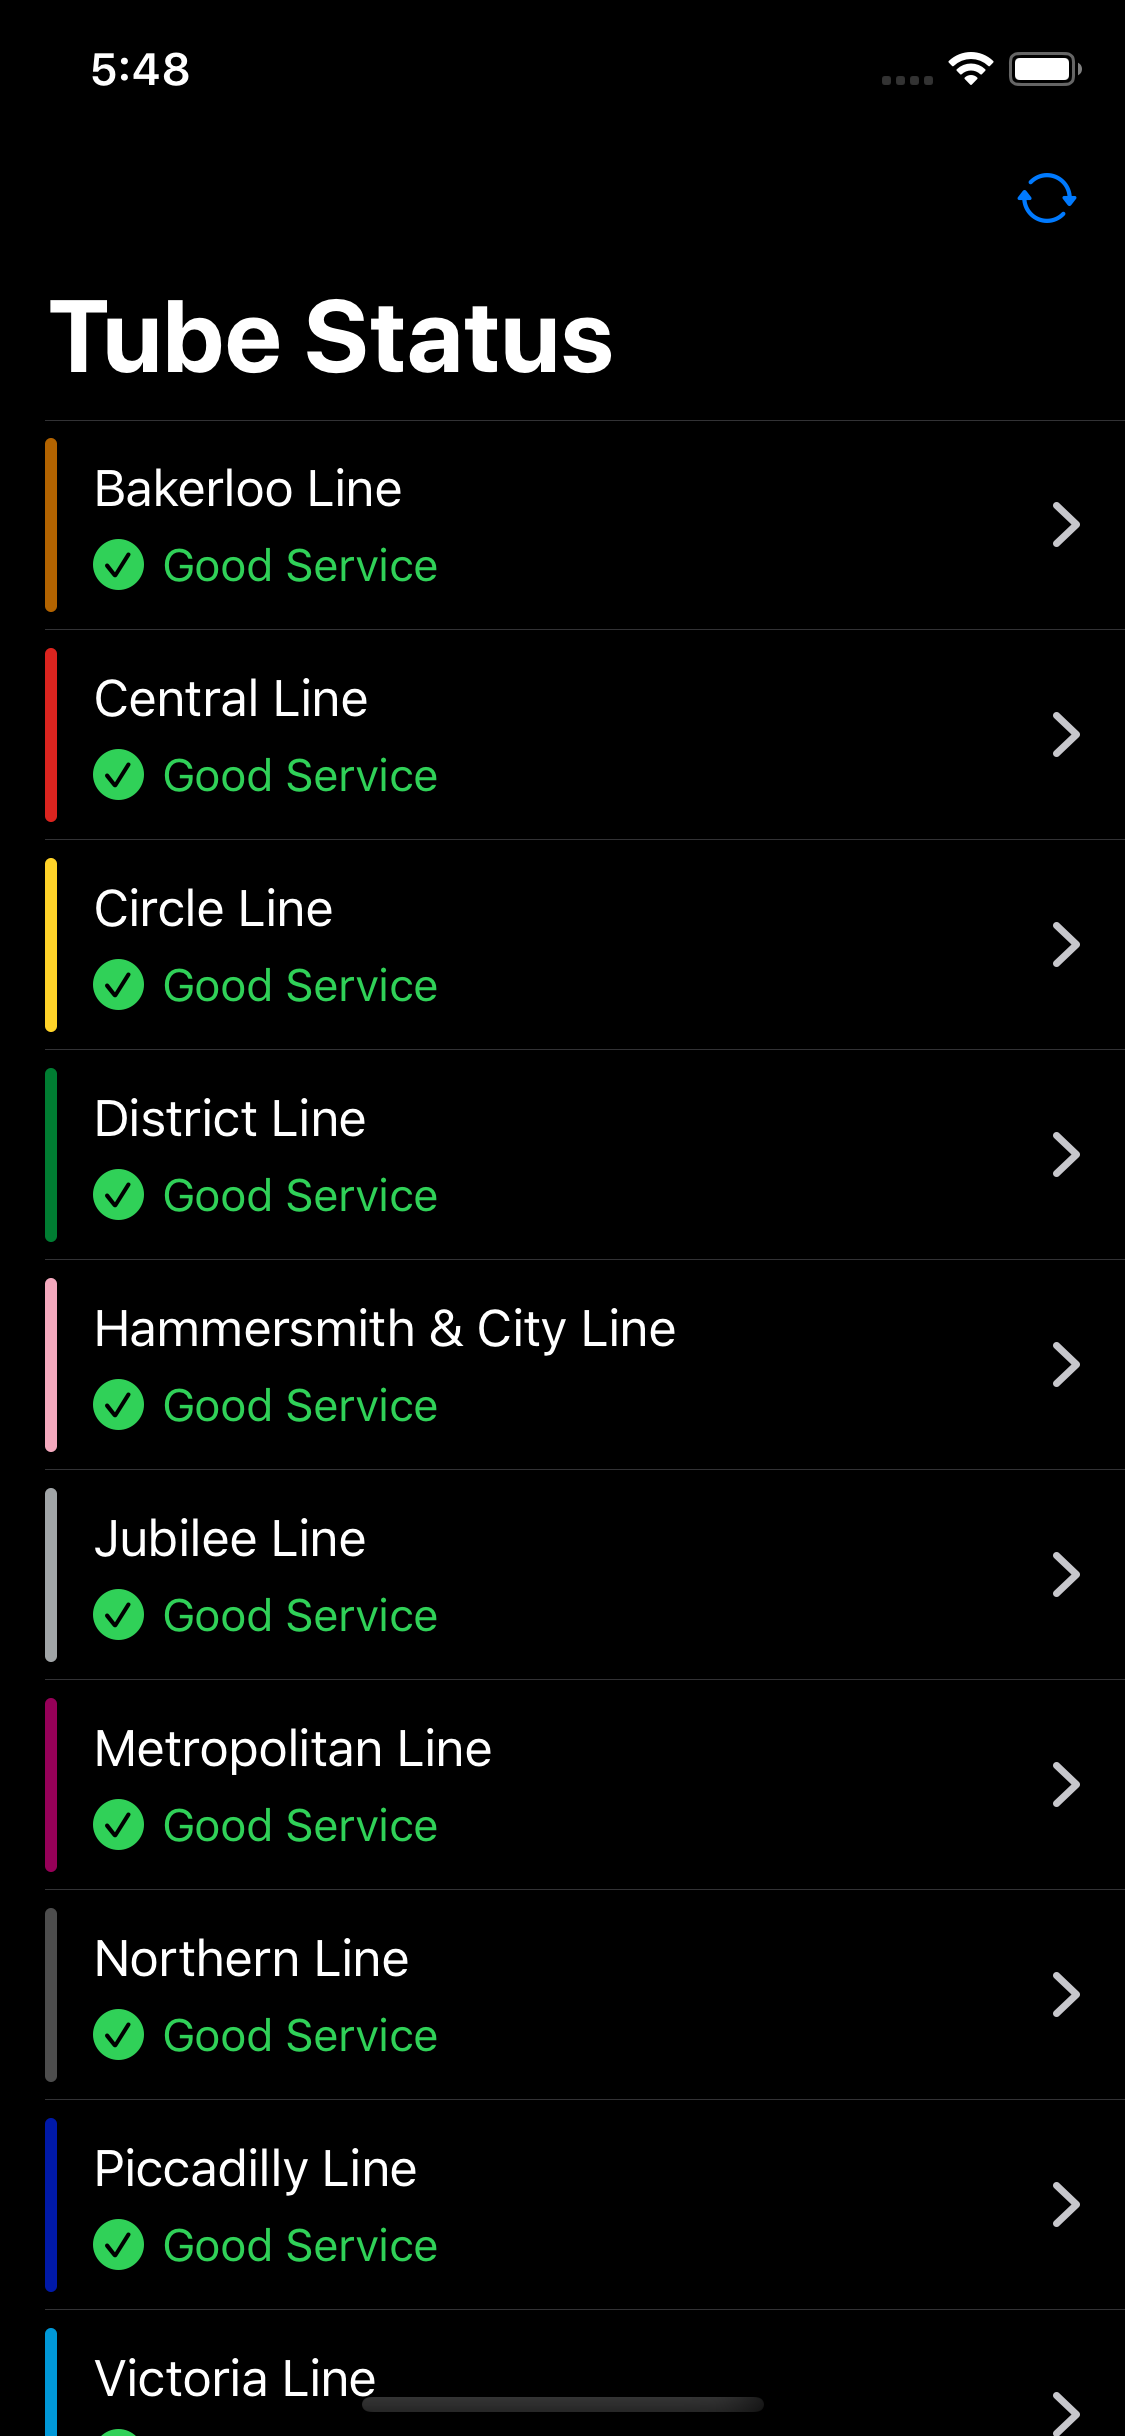 5:48
Tube Status
Bakerloo Line
Good Service
Central Line
Good Service
Circle Line
Good Service
District Line
Good Service
Hammersmith & City Line
Good Service
Jubilee Line
Good Service
Metropolitan Line
Good Service
Northern Line
Good Service
Piccadilly Line
Good Service
Victoria Line